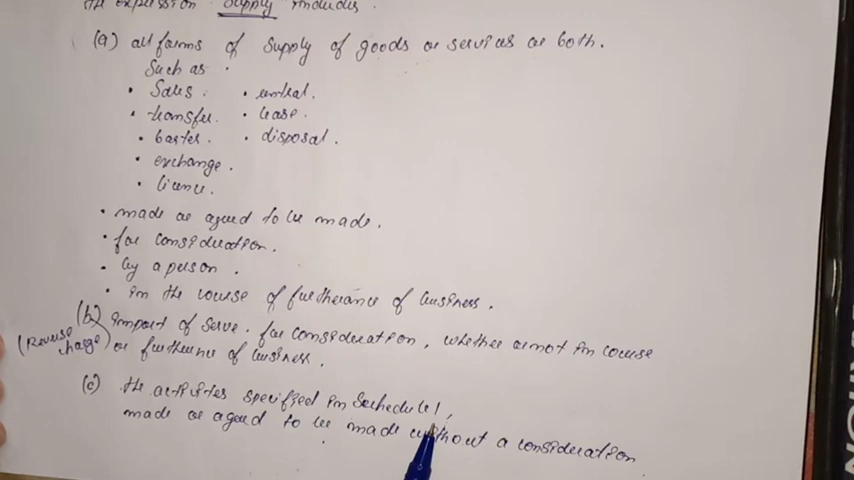 the expression Supply includes.
(a) all forms of supply of goods or services or both.
Such as
• Sales. • rental.
• transfer. • lease.
• barter. • disposal.
• exchange.
• licence.
• made or agreed to be made.
• for consideration.
• by a person.
• in the course of furtherance of business.
(b) import of serve. for consideration, whether or not in course
(Reverse charge) or furthernce of business.
(c) the activities specified in Schedule 1,
made or agreed to be made without a consideration